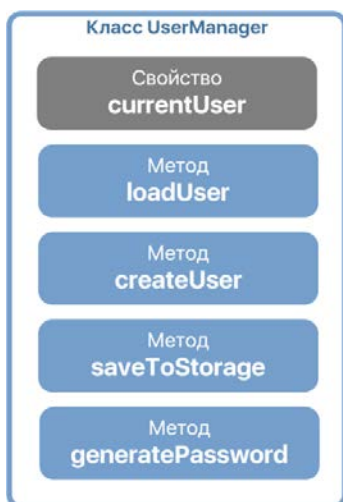 Класс UserManager
Свойство
currentUser
Метод
loadUser
Метод
createUser
Метод
saveToStorage
Метод
generatePassword